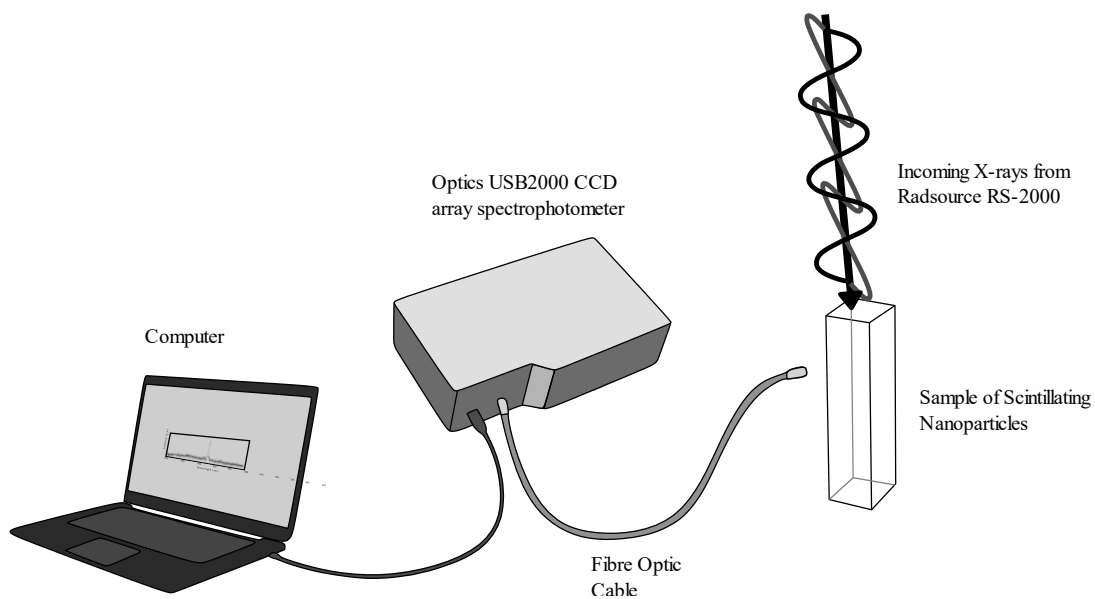 Optics USB2000 CCD
array spectrophotometer
Incoming X-rays from
Radsource RS-2000
Computer
Sample of Scintillating
Nanoparticles
Fibre Optic
Cable